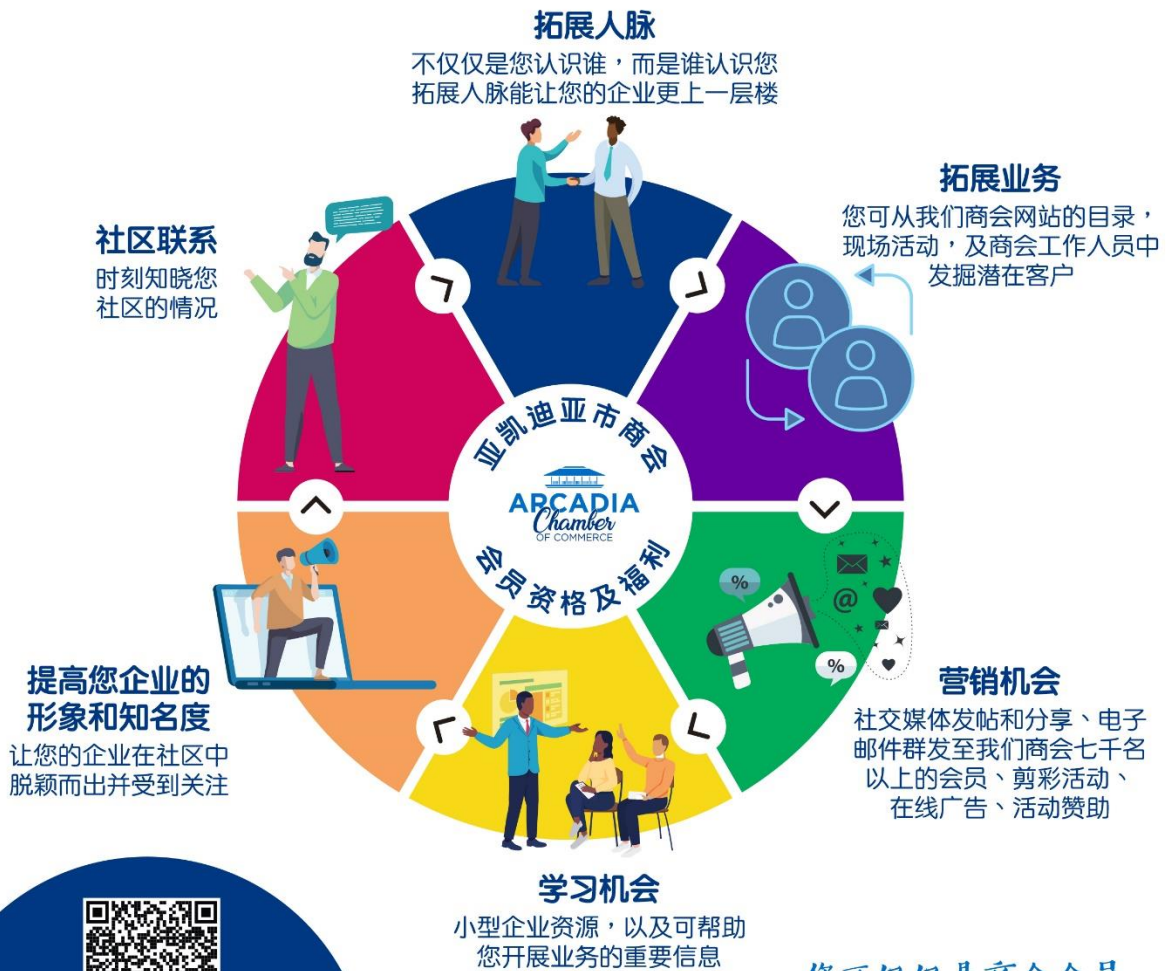 拓展人脉
不仅仅是您认识谁，而是谁认识您
拓展人脉能让您的企业更上一层楼
拓展业务
您可从我们商会网站的目录，
现场活动，及商会工作人员中
发掘潜在客户
社区联系
时刻知晓您
社区的情况
亚凯迪亚市商会
ARCADIA
Chamber
OF COMMERCE
会员资格及福利
%
@
%
营销机会
社交媒体发帖和分享、电子
邮件群发至我们商会七千名
以上的会员、剪彩活动、
在线广告、活动赞助
提高您企业的
形象和知名度
让您的企业在社区中
脱颖而出并受到关注
学习机会
小型企业资源，以及可帮助
您开展业务的重要信息